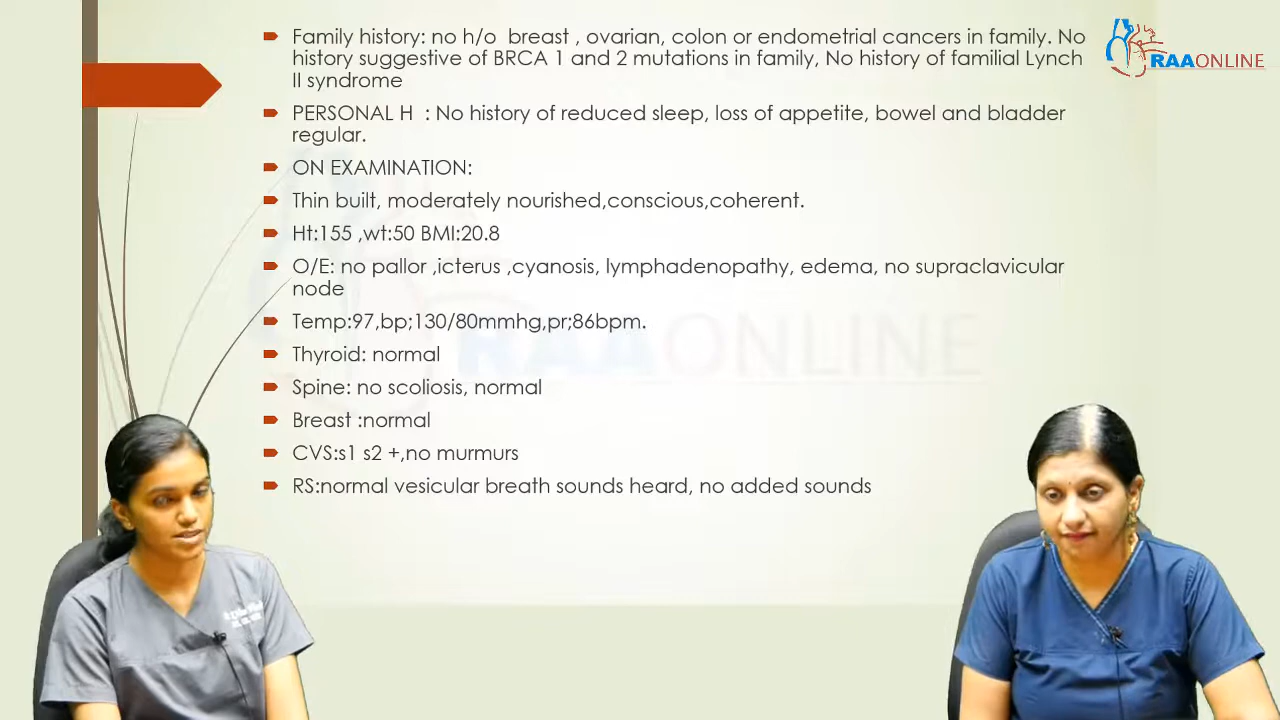 Family history: no h/o breast , ovarian, colon or endometrial cancers in family. No
history suggestive of BRCA 1 and 2 mutations in family, No history of familial Lynch
II syndrome
RAAONLINE
PERSONAL H : No history of reduced sleep, loss of appetite, bowel and bladder
regular.
ON EXAMINATION:
Thin built, moderately nourished,conscious,coherent.
Ht:155 ,wt:50 BMI:20.8
O/E: no pallor ,icterus ,cyanosis, lymphadenopathy, edema, no supraclavicular
node
Temp:97,bp;130/80mmhg,pr;86bpm.
RAAONLINE
Thyroid: normal
Spine: no scoliosis, normal
Breast :normal
CVS:s1 s2 +,no murmurs
RS:normal vesicular breath sounds heard, no added sounds